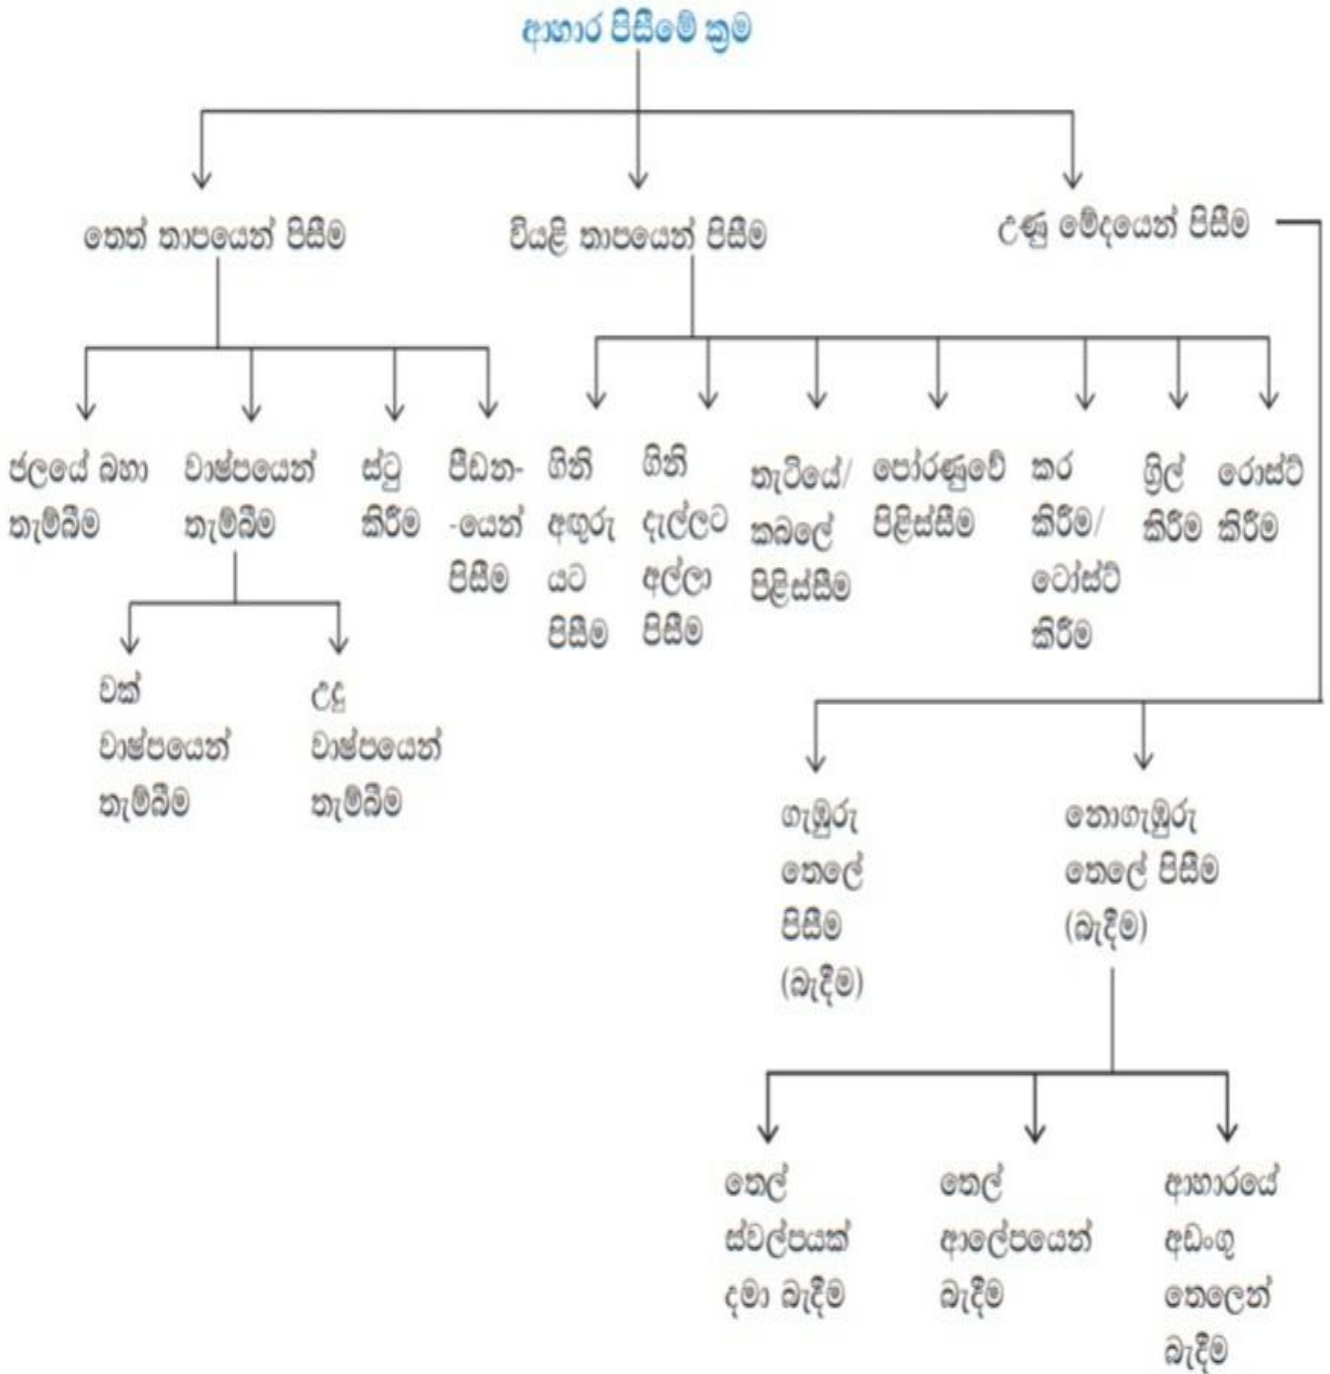 ආහාර පිසීමේ ක්‍රම
තෙත් තාපයෙන් පිසීම
වියළි තාපයෙන් පිසීම
උණු මේදයෙන් පිසීම
ජලයේ බහා
තැම්බීම
වාෂ්පයෙන්
තැම්බීම
ස්ටු
කිරීම
පීඩන-
-යෙන්
පිසීම
ගිනි
අඟුරු
යට
පිසීම
ගිනි
දැල්ලට
අල්ලා
පිසීම
තැටියේ/
කබලේ
පිළිස්සීම
පෝරණුවේ
පිළිස්සීම
කර
කිරීම/
ටෝස්ට්
කිරීම
ග්‍රිල්
කිරීම
රොස්ට්
කිරීම
වක්
වාෂ්පයෙන්
තැම්බීම
උදු
වාෂ්පයෙන්
තැම්බීම
ගැඹුරු
තෙලේ
පිසීම
(බැදීම)
නොගැඹුරු
තෙලේ පිසීම
(බැදීම)
තෙල්
ස්වල්පයක්
දමා බැදීම
තෙල්
ආලේපයෙන්
බැදීම
ආහාරයේ
අඩංගු
තෙලෙන්
බැදීම